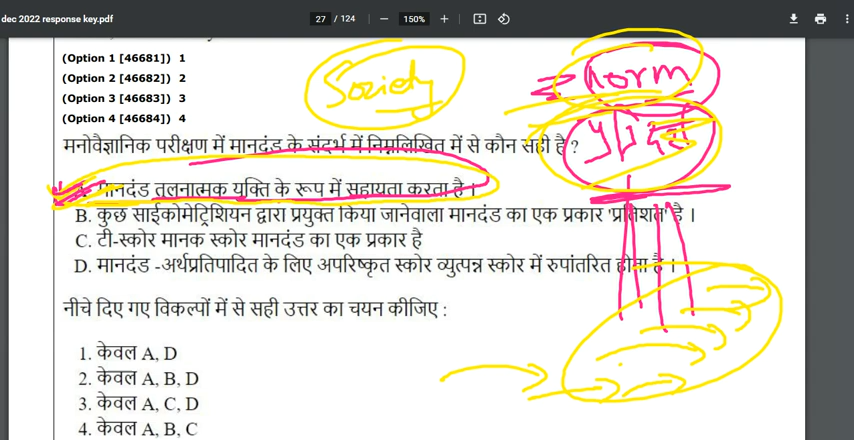 dec 2022 response key.pdf
27 / 124
150%
(Option 1 [46681]) 1
(Option 2 [46682]) 2
(Option 3 [46683]) 3
(Option 4 [46684]) 4
Society
norm
मनोवैज्ञानिक परीक्षण में मानदंड के संदर्भ में निम्नलिखित में से कौन सही है ?
मानदंड तुलनात्मक युक्ति के रूप में सहायता करता है ।
B. कुछ साईकोमेट्रिशियन द्वारा प्रयुक्त किया जानेवाला मानदंड का एक प्रकार 'प्रतिशत' है ।
C. टी-स्कोर मानक स्कोर मानदंड का एक प्रकार है
D. मानदंड -अर्थप्रतिपादित के लिए अपरिष्कृत स्कोर व्युत्पन्न स्कोर में रुपांतरित होता है ।
नीचे दिए गए विकल्पों में से सही उत्तर का चयन कीजिए :
1. केवल A, D
2. केवल A, B, D
3. केवल A, C, D
4. केवल A, B, C